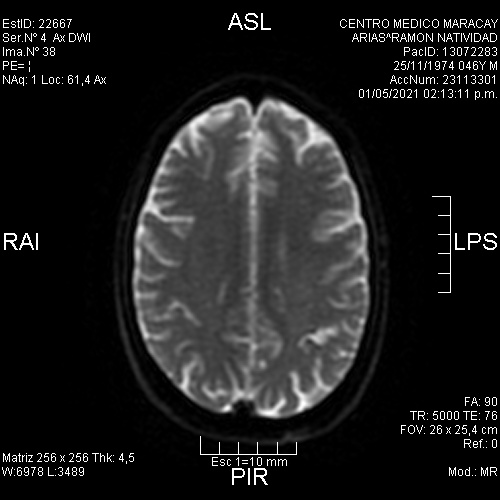 EstID: 22667
Ser.Nº 4 Ax DWI
Ima.Nº 38
PE= ¦
NAq: 1 Loc: 61,4 Ax
ASL
CENTRO MEDICO MARACAY
ARIAS^RAMON NATIVIDAD
PacID: 13072283
25/11/1974 046Y M
AccNum: 23113301
01/05/2021 02:13:11 p.m.
RAI
LPS
FA: 90
TR: 5000 TE: 76
FOV: 26 x 25,4 cm
Ref.: 0
Mod.: MR
Matriz 256 x 256 Thk: 4,5
W:6978 L:3489
Esc 1=10 mm
PIR